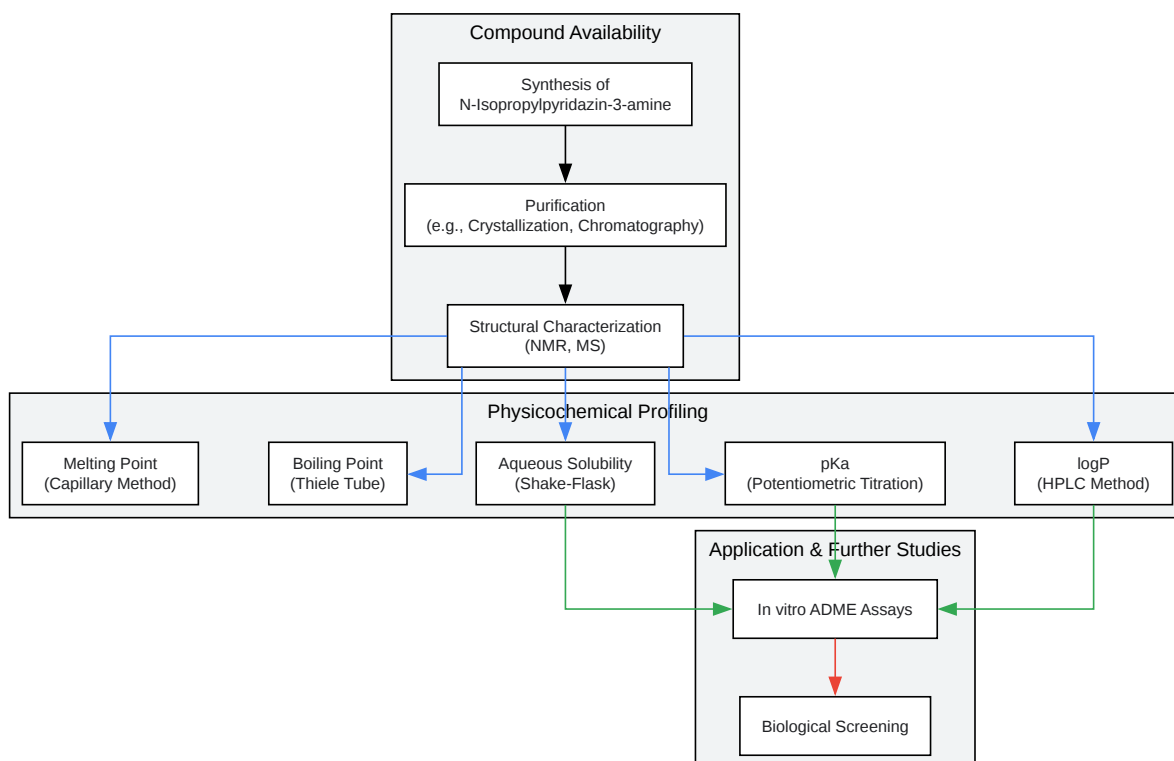 Compound Availability
Synthesis of
N-Isopropylpyridazin-3-amine
Purification
(e.g., Crystallization, Chromatography)
Structural Characterization
(NMR, MS)
Physicochemical Profiling
Melting Point
(Capillary Method)
Boiling Point
(Thiele Tube)
Aqueous Solubility
(Shake-Flask)
pKa
(Potentiometric Titration)
logP
(HPLC Method)
Application & Further Studies
In vitro ADME Assays
Biological Screening